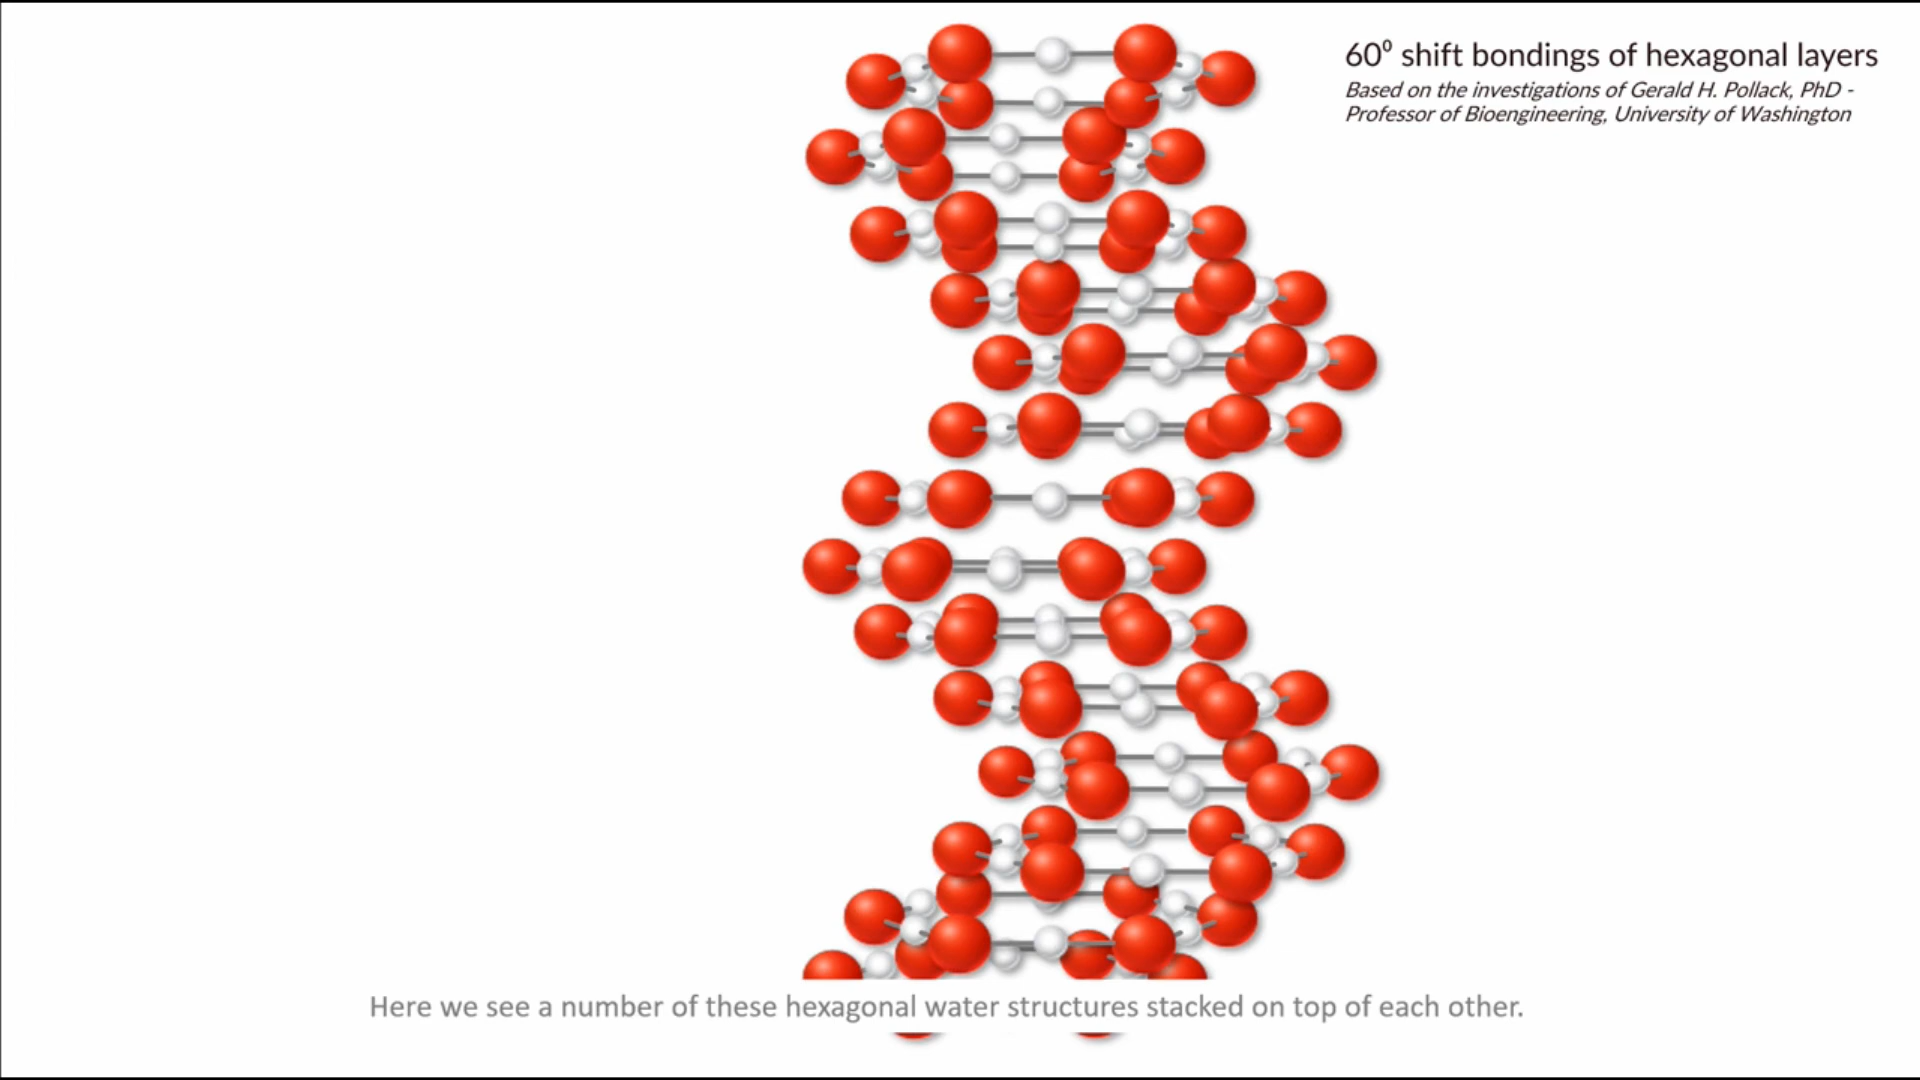 60⁰ shift bondings of hexagonal layers
Based on the investigations of Gerald H. Pollack, PhD -
Professor of Bioengineering, University of Washington
Here we see a number of these hexagonal water structures stacked on top of each other.